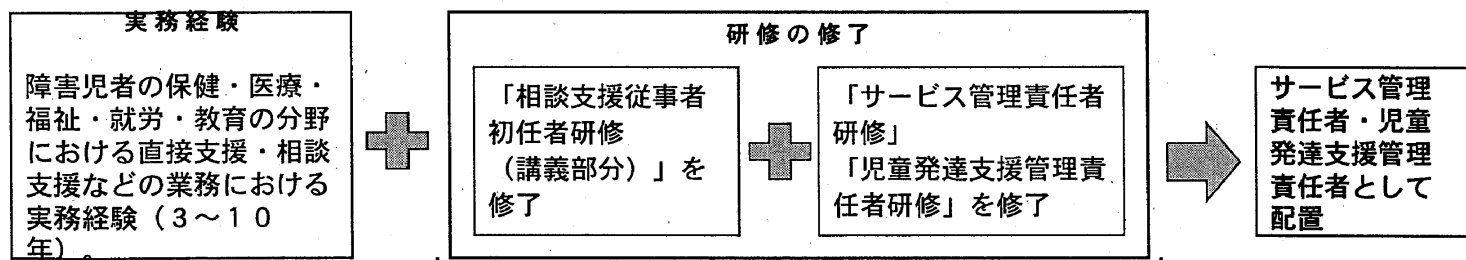 実務経験
障害児者の保健・医療・
福祉・就労・教育の分野
における直接支援・相談
支援などの業務における
実務経験（３～１０
年）。
研修の修了
「相談支援従事者
初任者研修
（講義部分）」を
修了
「サービス管理責任者
研修」
「児童発達支援管理責
任者研修」を修了
サービス管理
責任者・児童
発達支援管理
責任者として
配置